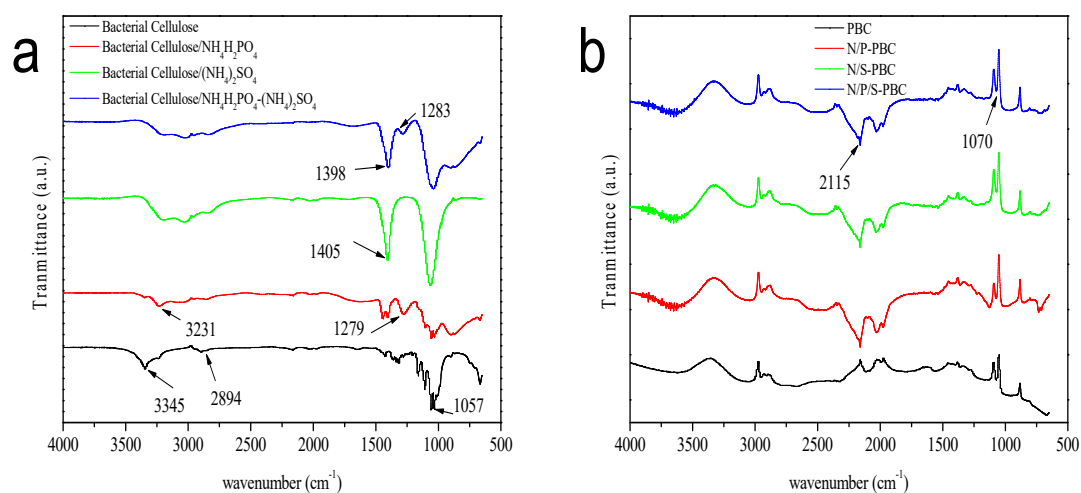 a
Bacterial Cellulose
Bacterial Cellulose/NH₄H₂PO₄
Bacterial Cellulose/(NH₄)₂SO₄
Bacterial Cellulose/NH₄H₂PO₄-(NH₄)₂SO₄
1283
1398
1405
3231
1279
3345
2894
1057
Tranmittance (a.u.)
4000 3500 3000 2500 2000 1500 1000 500
wavenumber (cm⁻¹)
b
PBC
N/P-PBC
N/S-PBC
N/P/S-PBC
1070
2115
Tranmittance (a.u.)
4000 3500 3000 2500 2000 1500 1000 500
wavenumber (cm⁻¹)